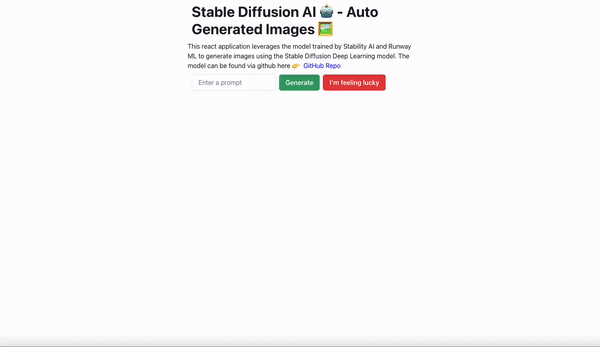 Stable Diffusion AI 🤖 - Auto
Generated Images 🖼️
This react application leverages the model trained by Stability AI and Runway
ML to generate images using the Stable Diffusion Deep Learning model. The
model can be found via github here 👉 GitHub Repo
Enter a prompt Generate I'm feeling lucky